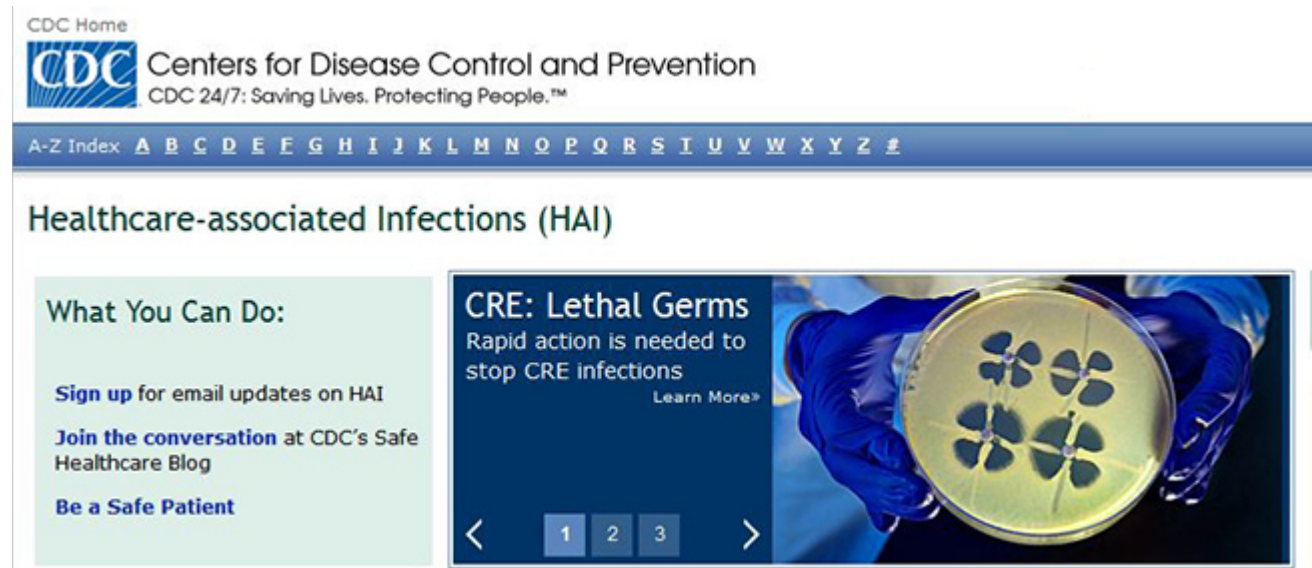 CDC Home
CDC
Centers for Disease Control and Prevention
CDC 24/7: Saving Lives. Protecting People.™
A-Z Index A B C D E F G H I J K L M N O P Q R S T U V W X Y Z #
Healthcare-associated Infections (HAI)
What You Can Do:
Sign up for email updates on HAI
Join the conversation at CDC's Safe
Healthcare Blog
Be a Safe Patient
CRE: Lethal Germs
Rapid action is needed to
stop CRE infections
Learn More»
1 2 3